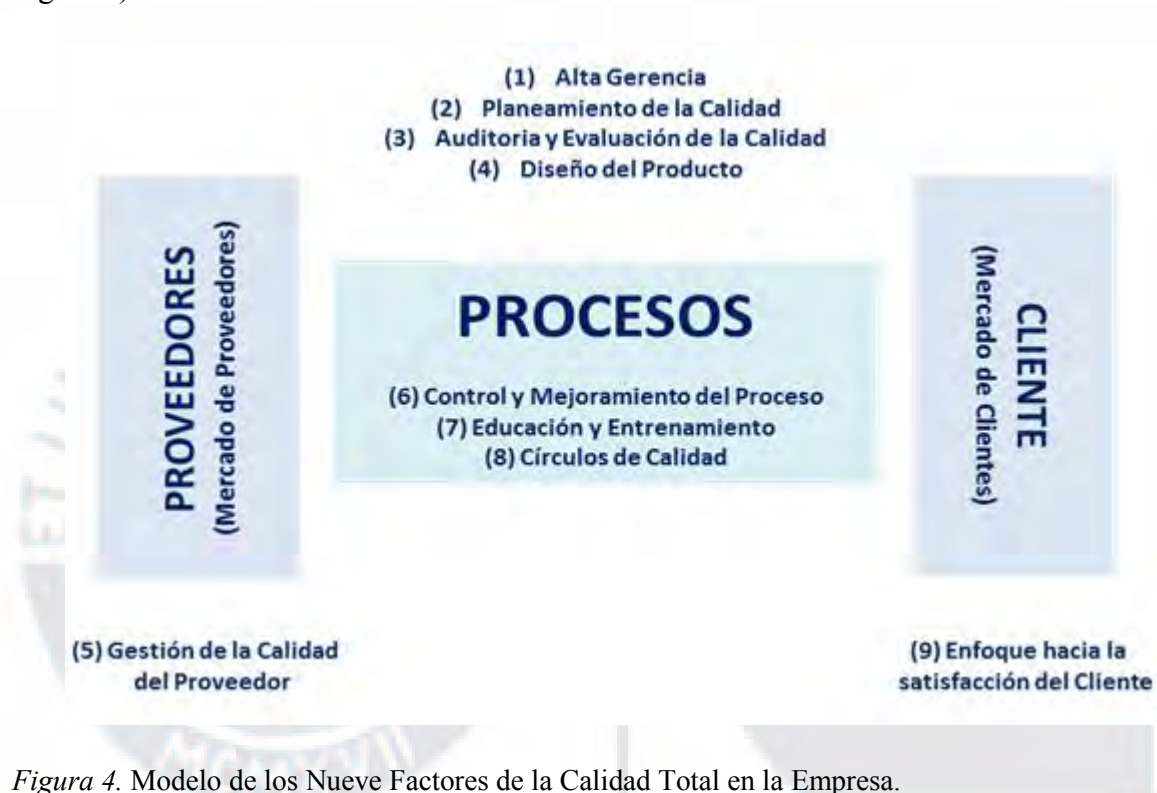 (1) Alta Gerencia
(2) Planeamiento de la Calidad
(3) Auditoria y Evaluación de la Calidad
(4) Diseño del Producto
PROVEEDORES
(Mercado de Proveedores)
PROCESOS
(6) Control y Mejoramiento del Proceso
(7) Educación y Entrenamiento
(8) Círculos de Calidad
CLIENTE
(Mercado de Clientes)
(5) Gestión de la Calidad
del Proveedor
(9) Enfoque hacia la
satisfacción del Cliente
Figura 4. Modelo de los Nueve Factores de la Calidad Total en la Empresa.